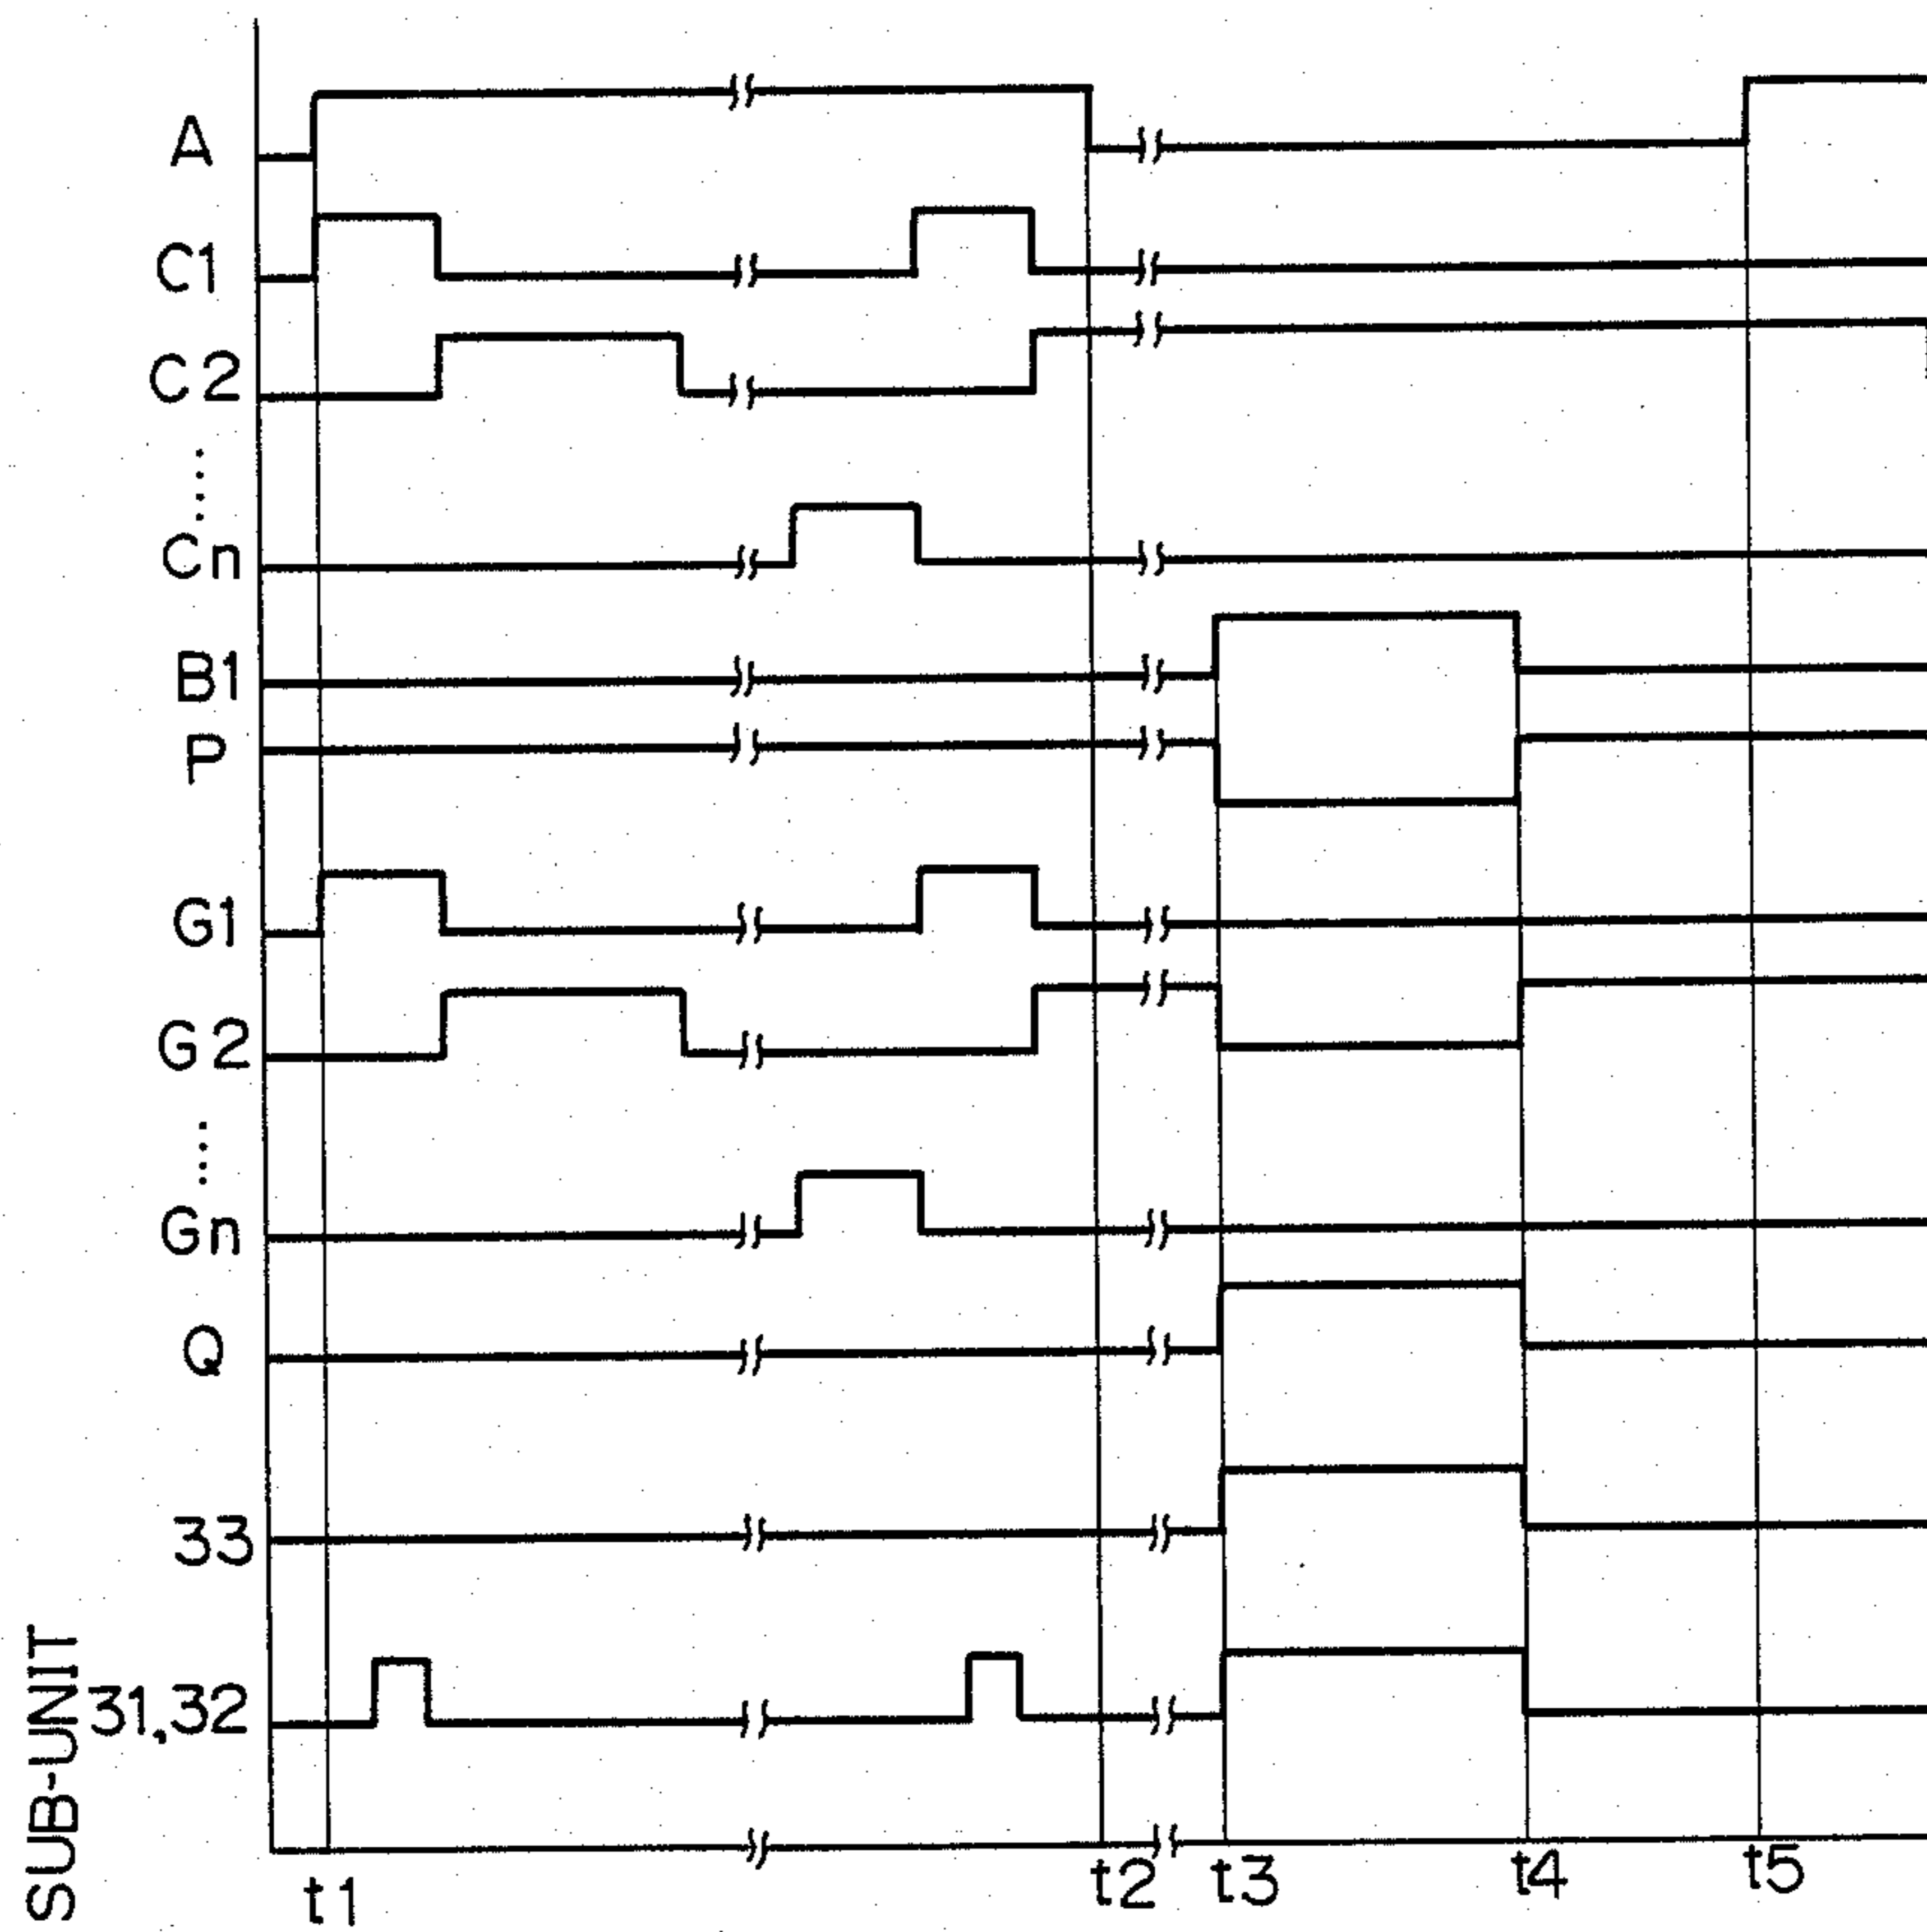 A
C1
C2
Cn
B1
P
G1
G2
Gn
Q
33
31,32
SUB-UNIT
t1 t2 t3 t4 t5